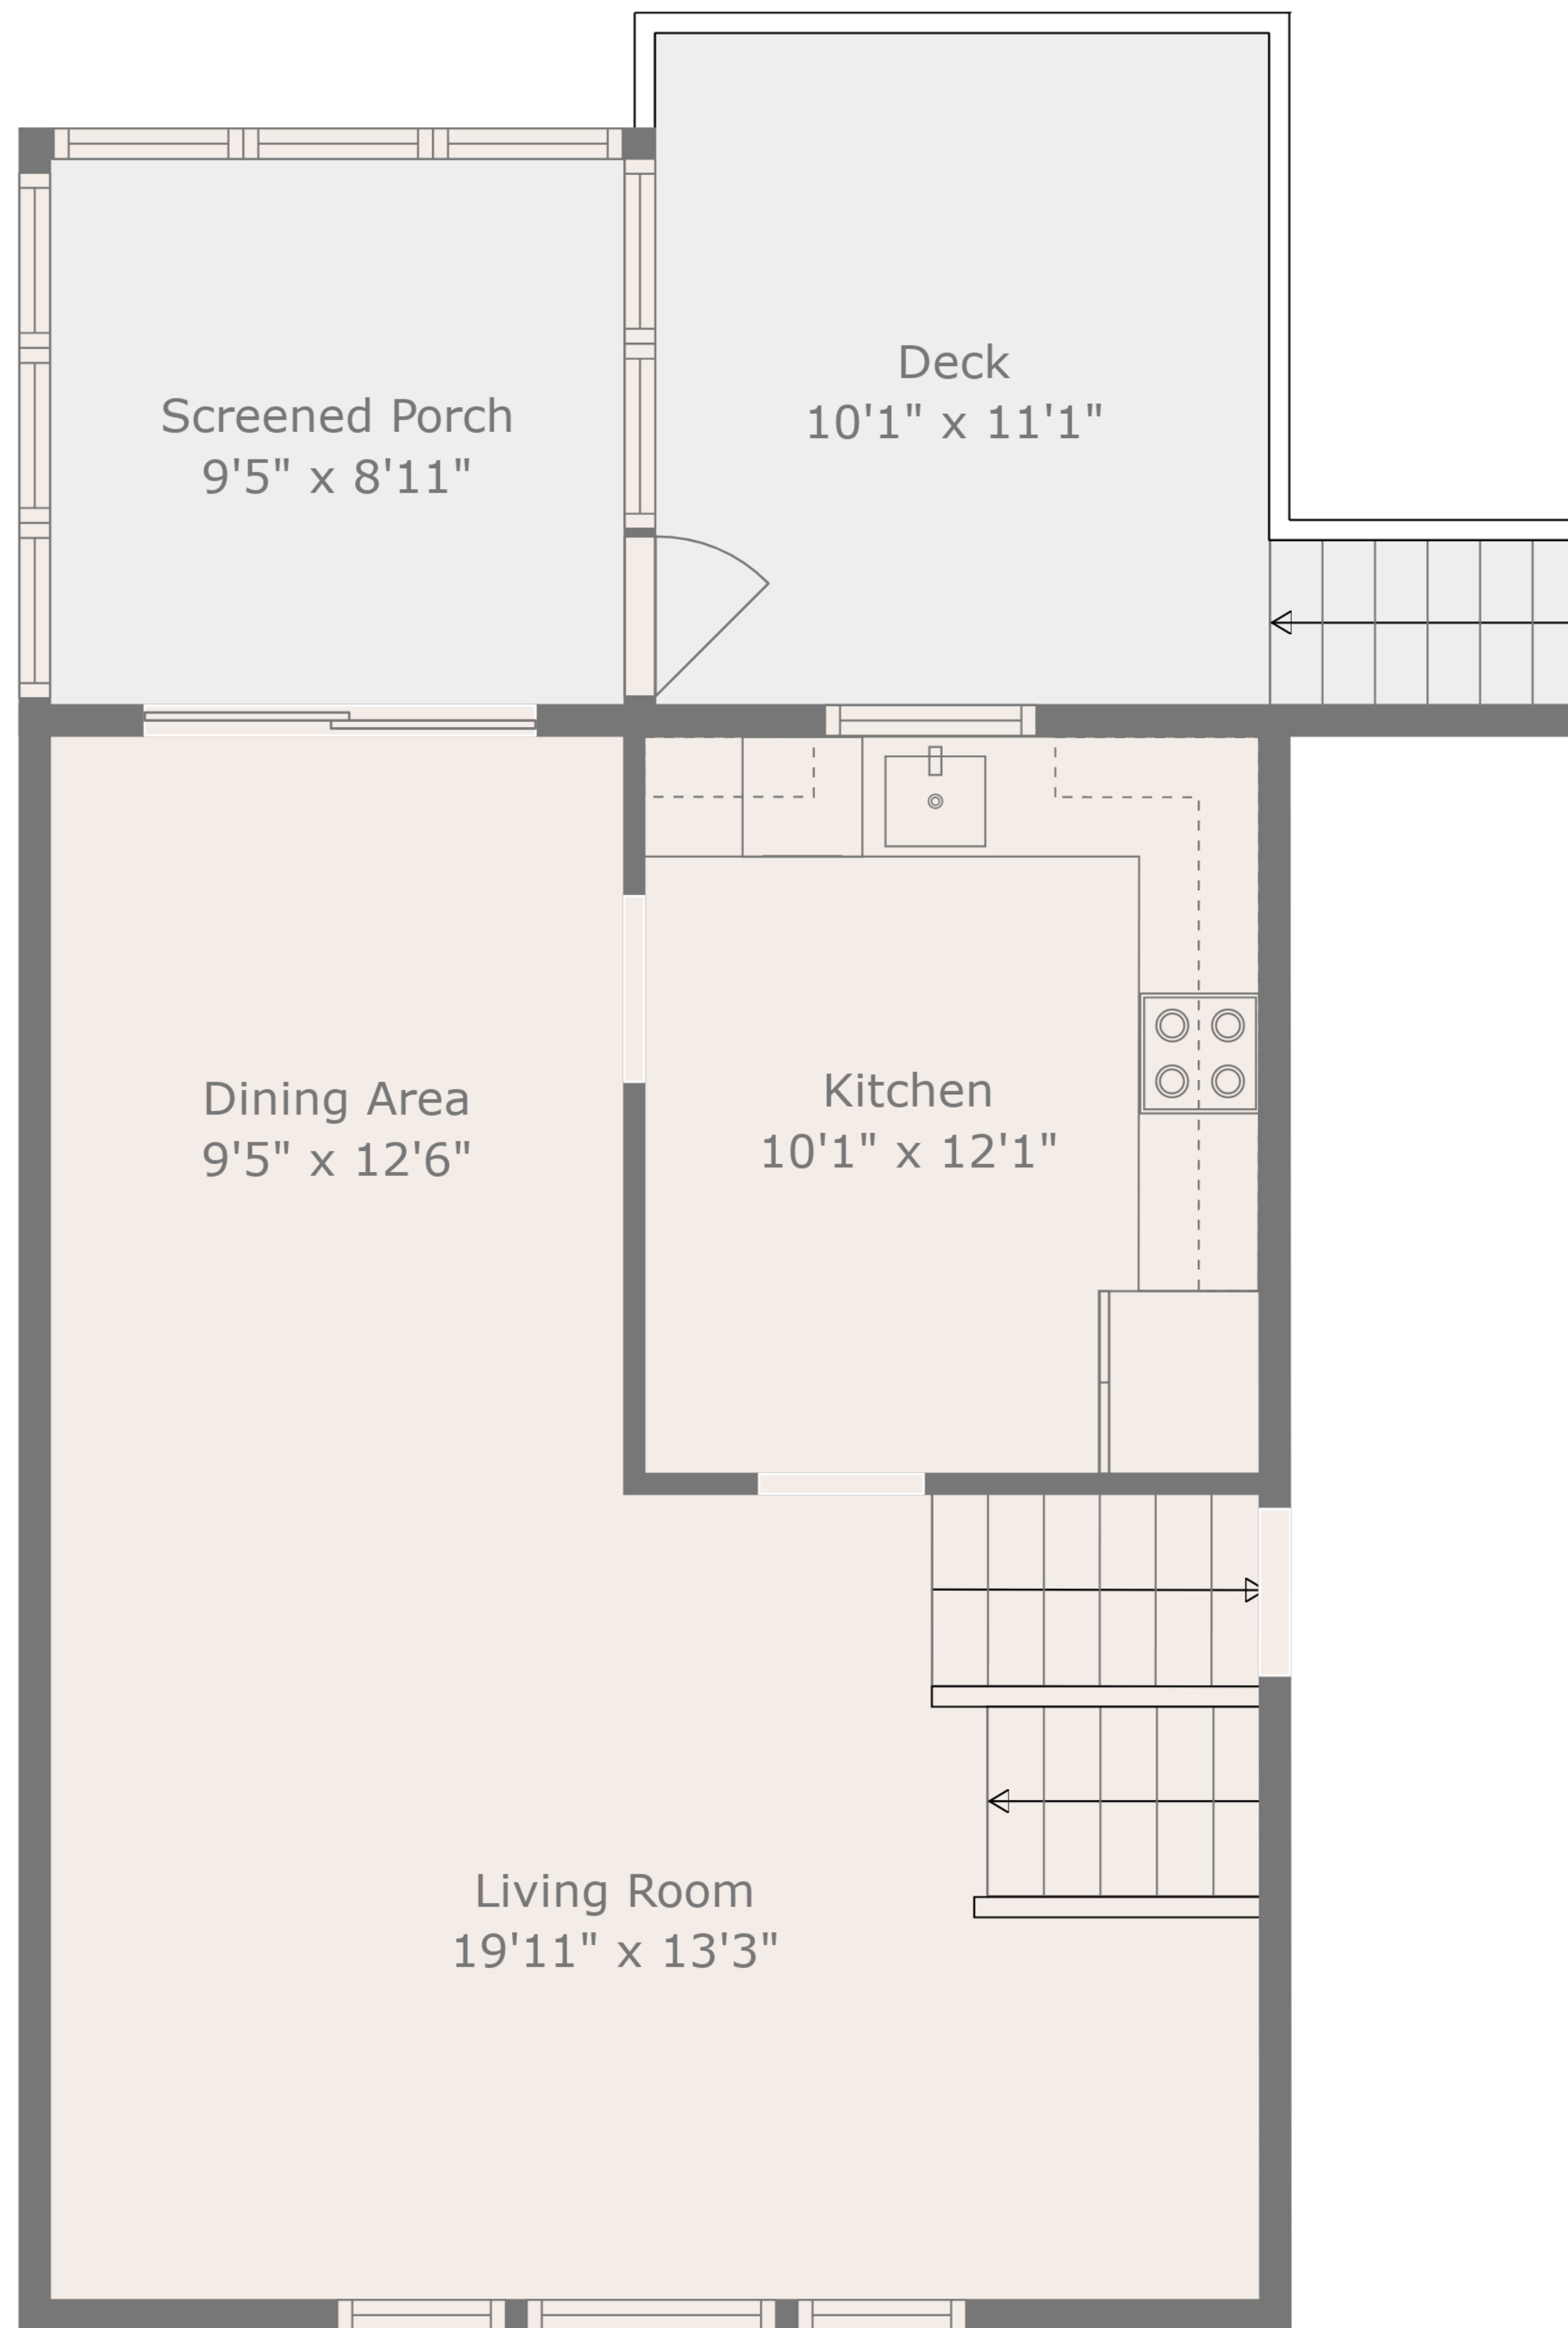 Deck
10'1" x 11'1"
Screened Porch
9'5" x 8'11"
Kitchen
10'1" x 12'1"
Dining Area
9'5" x 12'6"
Living Room
19'11" x 13'3"